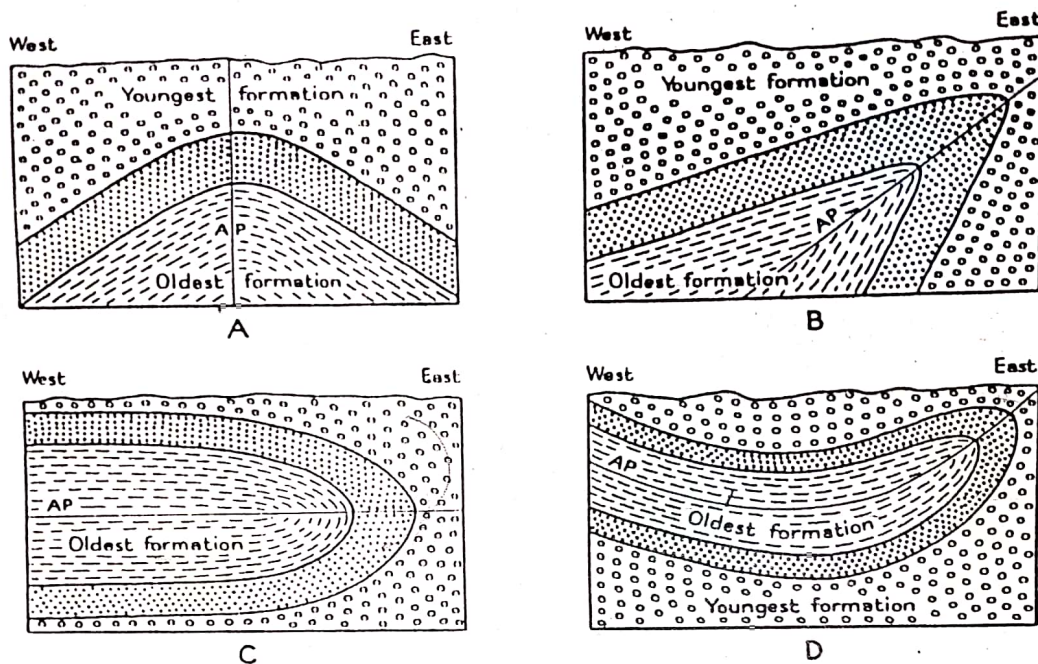 West East
Youngest formation
AP
Oldest formation
A
West East
Youngest formation
AP
Oldest formation
B
West East
AP
Oldest formation
C
West East
AP
Oldest formation
Youngest formation
D